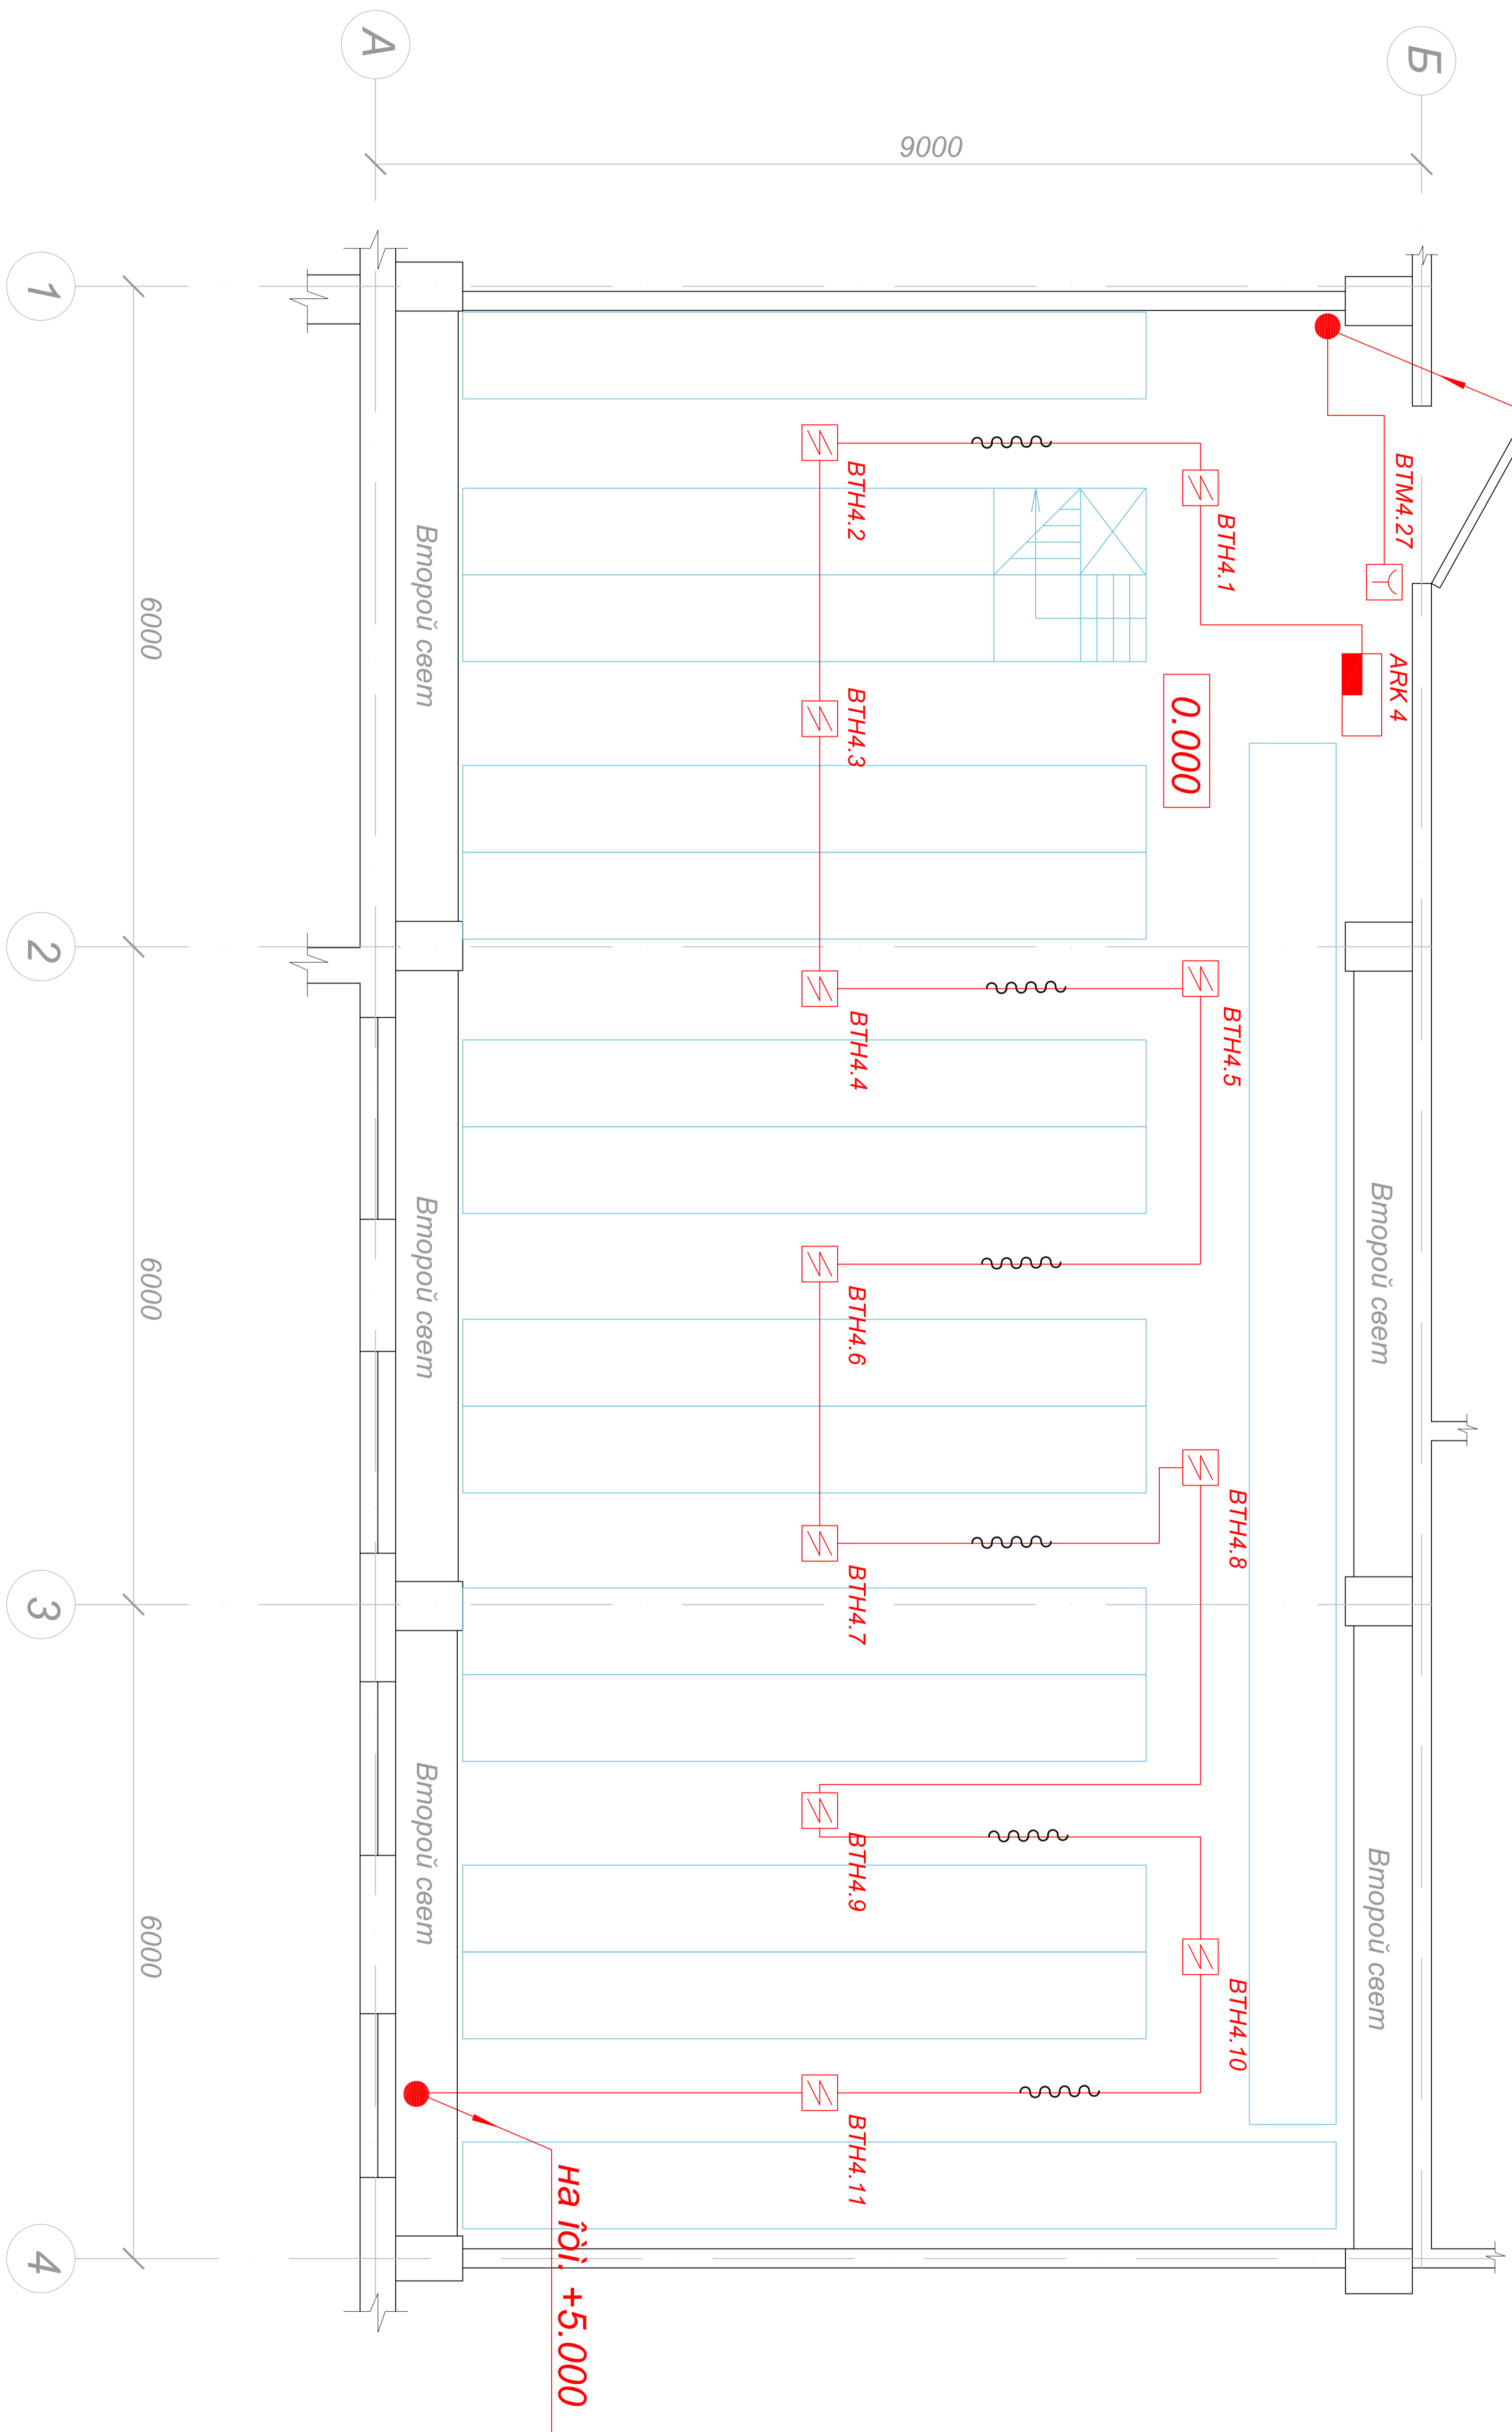 Б
BTM4.27
ARK 4
Второй свет
Второй свет
BTH4.1
BTH4.5
BTH4.8
BTH4.10
0.000
9000
BTH4.2
BTH4.3
BTH4.4
BTH4.6
BTH4.7
BTH4.9
BTH4.11
на îòì. +5.000
Второй свет
Второй свет
Второй свет
А
6000
6000
6000
1
2
3
4